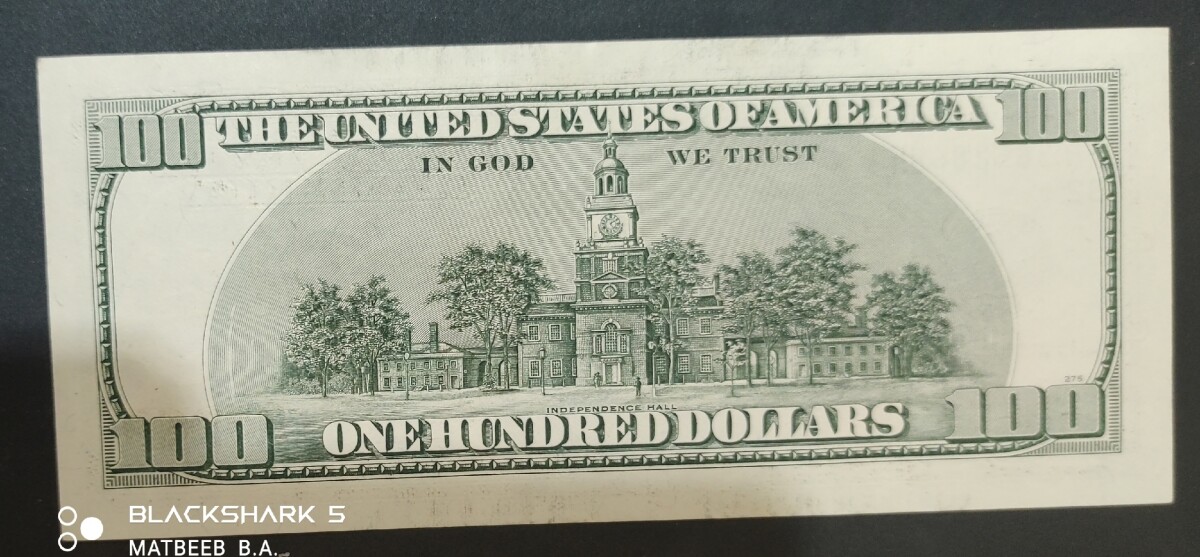 100 THE UNITED STATES OF AMERICA 100
IN GOD WE TRUST
INDEPENDENCE HALL
100 ONE HUNDRED DOLLARS 100
BLACKSHARK 5
MATBEEB B.A._